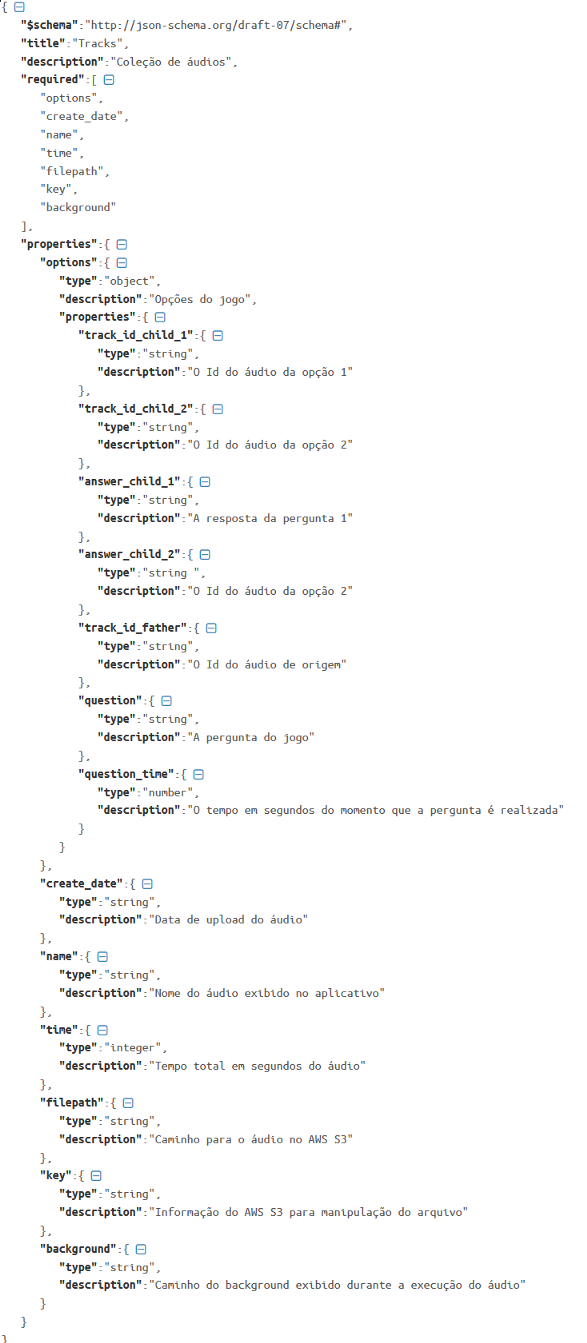 {
"$schema":"http://json-schema.org/draft-07/schema#",
"title":"Tracks",
"description":"Coleção de áudios",
"required":[
"options",
"create_date",
"name",
"time",
"filepath",
"key",
"background"
],
"properties":{
"options":{
"type":"object",
"description":"Opções do jogo",
"properties":{
"track_id_child_1":{
"type":"string",
"description":"O Id do áudio da opção 1"
},
"track_id_child_2":{
"type":"string",
"description":"O Id do áudio da opção 2"
},
"answer_child_1":{
"type":"string",
"description":"A resposta da pergunta 1"
},
"answer_child_2":{
"type":"string ",
"description":"O Id do áudio da opção 2"
},
"track_id_father":{
"type":"string",
"description":"O Id do áudio de origem"
},
"question":{
"type":"string",
"description":"A pergunta do jogo"
},
"question_time":{
"type":"number",
"description":"O tempo em segundos do momento que a pergunta é realizada"
}
}
},
"create_date":{
"type":"string",
"description":"Data de upload do áudio"
},
"name":{
"type":"string",
"description":"Nome do áudio exibido no aplicativo"
},
"time":{
"type":"integer",
"description":"Tempo total em segundos do áudio"
},
"filepath":{
"type":"string",
"description":"Caminho para o áudio no AWS S3"
},
"key":{
"type":"string",
"description":"Informação do AWS S3 para manipulação do arquivo"
},
"background":{
"type":"string",
"description":"Caminho do background exibido durante a execução do áudio"
}
}
}